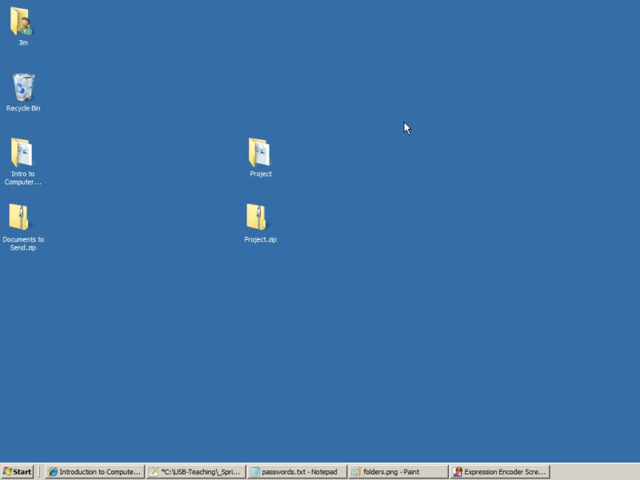 Jim
Recycle Bin
Intro to
Computer...
Project
Documents to
Send.zip
Project.zip
Start
Introduction to Compute...
*C:\USB-Teaching\_Spri...
passwords.txt - Notepad
folders.png - Paint
Expression Encoder Scre...